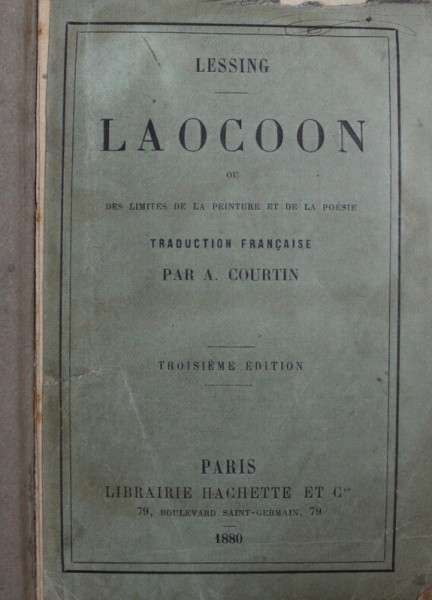 LESSING
LAOCOON
OU
DES LIMITES DE LA PEINTURE ET DE LA POÉSIE
TRADUCTION FRANÇAISE
PAR A. COURTIN
TROISIÈME ÉDITION
PARIS
LIBRAIRIE HACHETTE ET Cie
79, BOULEVARD SAINT-GERMAIN, 79
1880